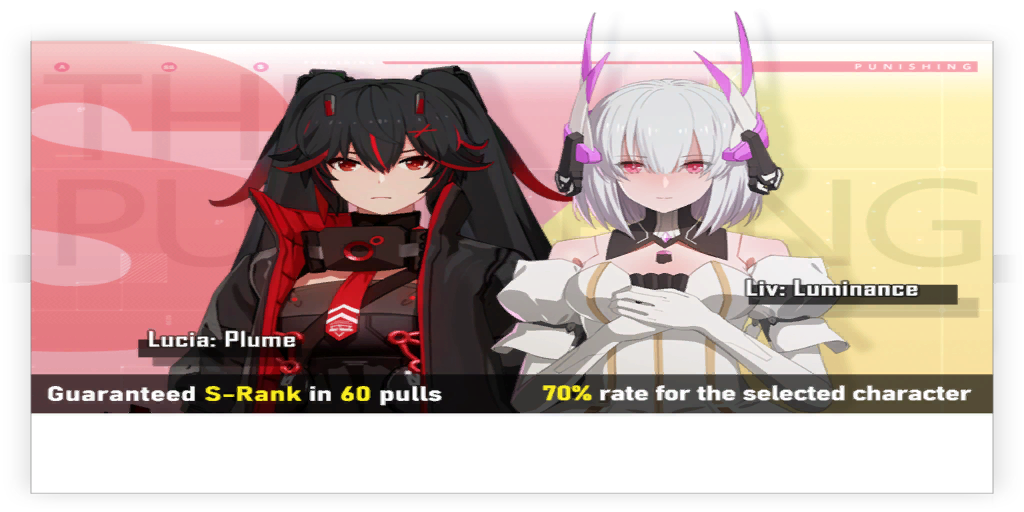 PUNISHING
Lucia: Plume
Liv: Luminance
Guaranteed S-Rank in 60 pulls
70% rate for the selected character